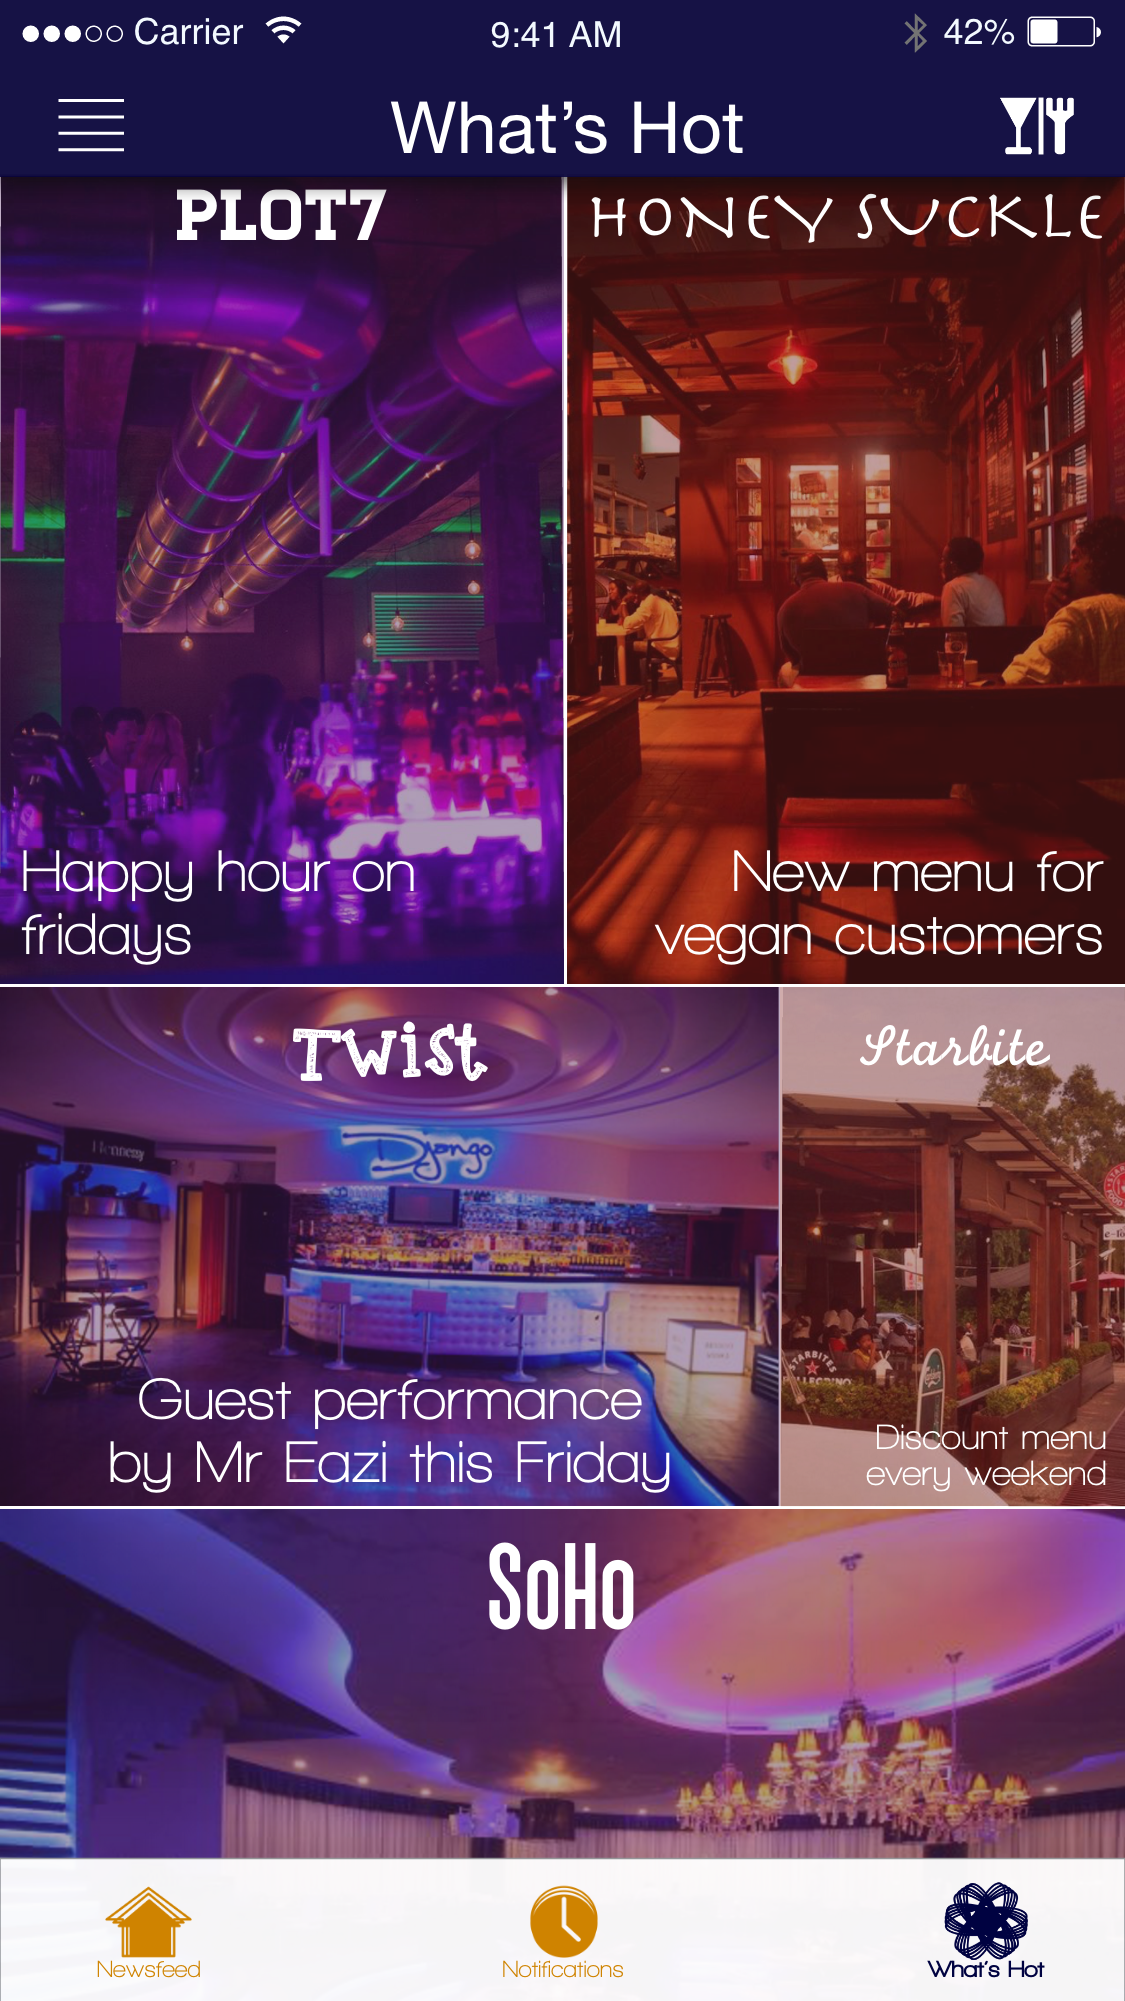 Carrier
9:41 AM
42%
What's Hot
PLOT7
HONEY SUCKLE
Happy hour on
fridays
New menu for
vegan customers
Twist
Starbite
Hennessy
Django
STARBITES
Guest performance
by Mr Eazi this Friday
Discount menu
every weekend
SoHo
Newsfeed
Notifications
What's Hot